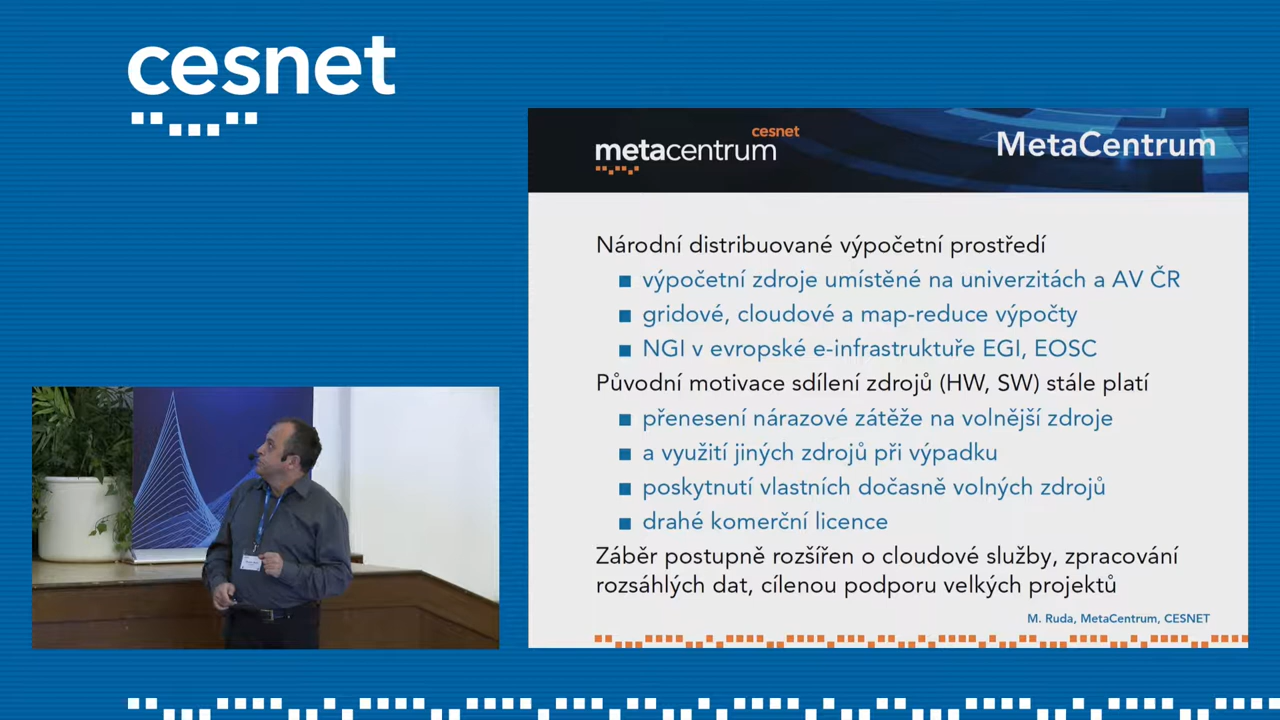 cesnet
cesnet
metacentrum
MetaCentrum
Národní distribuované výpočetní prostředí
výpočetní zdroje umístěné na univerzitách a AV ČR
gridové, cloudové a map-reduce výpočty
NGI v evropské e-infrastruktuře EGI, EOSC
Původní motivace sdílení zdrojů (HW, SW) stále platí
přenesení nárazové zátěže na volnější zdroje
a využití jiných zdrojů při výpadku
poskytnutí vlastních dočasně volných zdrojů
drahé komerční licence
Záběr postupně rozšířen o cloudové služby, zpracování
rozsáhlých dat, cílenou podporu velkých projektů
M. Ruda, MetaCentrum, CESNET